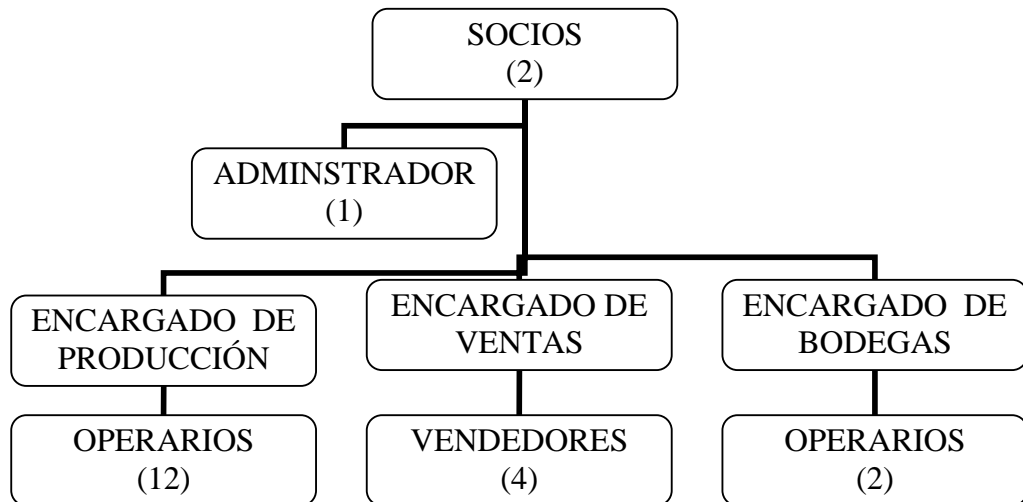 SOCIOS
(2)
ADMINSTRADOR
(1)
ENCARGADO DE
PRODUCCIÓN
ENCARGADO DE
VENTAS
ENCARGADO DE
BODEGAS
OPERARIOS
(12)
VENDEDORES
(4)
OPERARIOS
(2)